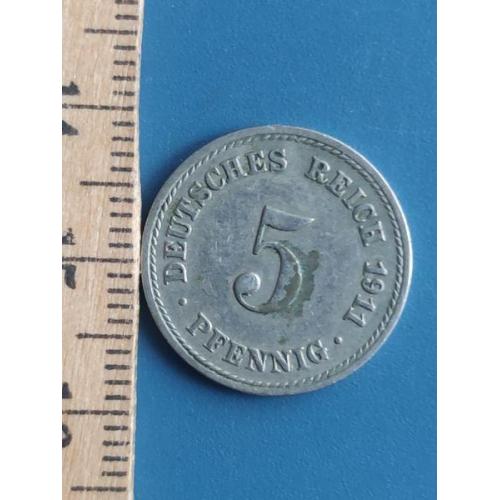 DEUTSCHES REICH 1911
5
· PFENNIG ·